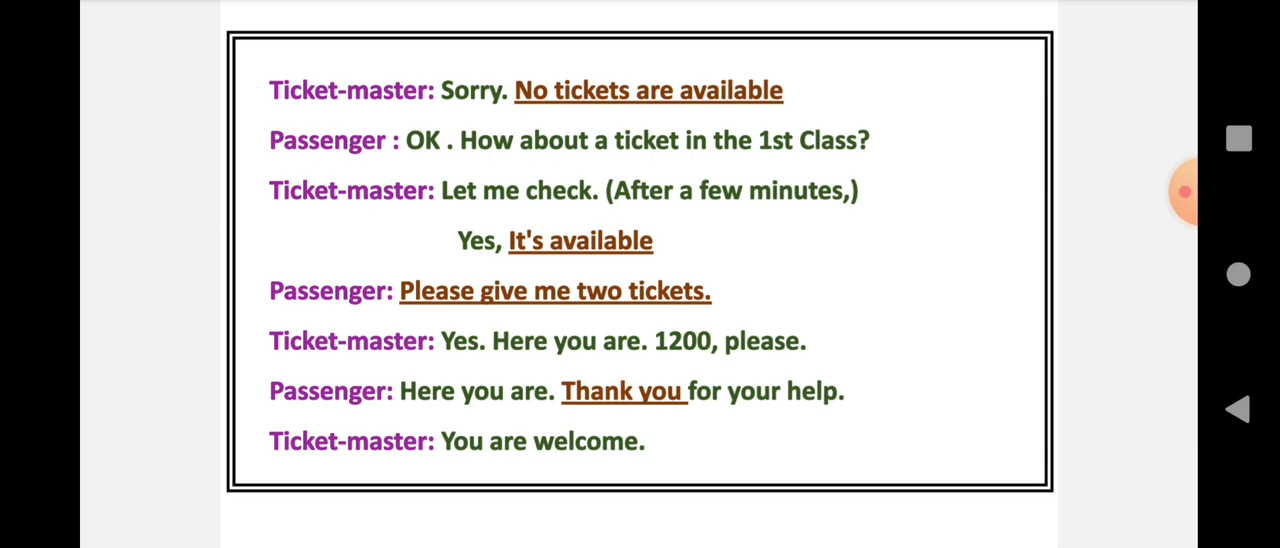 Ticket-master: Sorry. No tickets are available
Passenger : OK . How about a ticket in the 1st Class?
Ticket-master: Let me check. (After a few minutes,)
Yes, It's available
Passenger: Please give me two tickets.
Ticket-master: Yes. Here you are. 1200, please.
Passenger: Here you are. Thank you for your help.
Ticket-master: You are welcome.